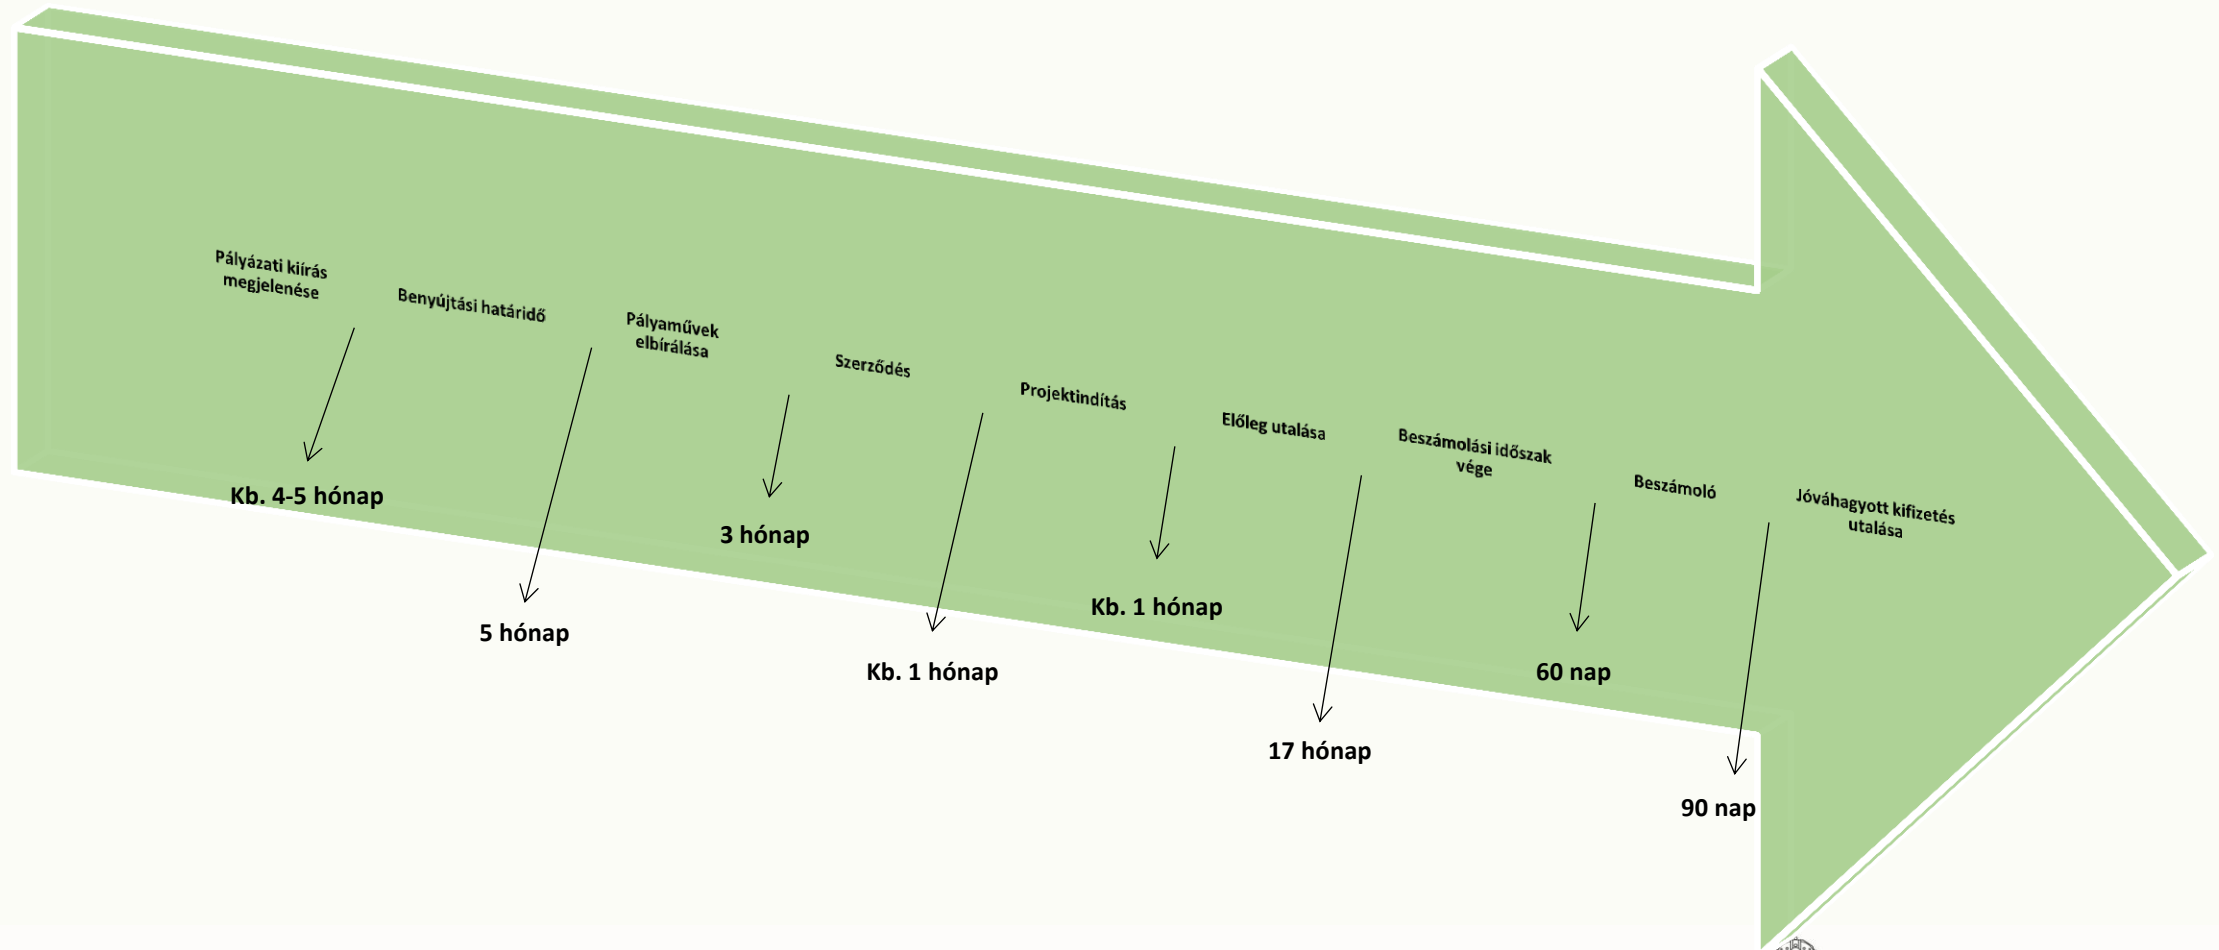 Pályázati kiírás
megjelenése
Benyújtási határidő
Pályaművek
elbírálása
Szerződés
Projektindítás
Előleg utalása
Beszámolási időszak
vége
Beszámoló
Jóváhagyott kifizetés
utalása
Kb. 4-5 hónap
5 hónap
3 hónap
Kb. 1 hónap
Kb. 1 hónap
17 hónap
60 nap
90 nap